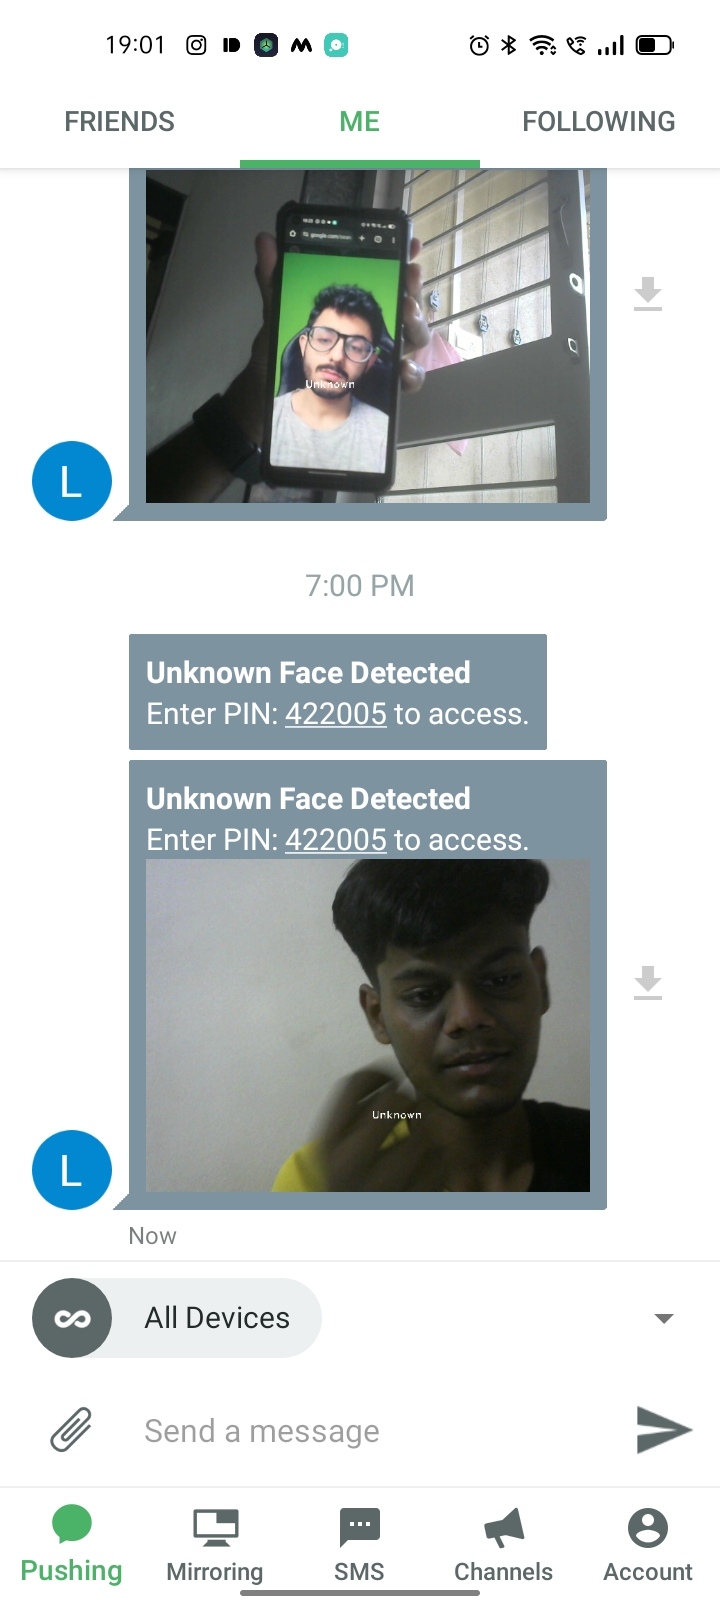 19:01
FRIENDS
ME
FOLLOWING
Unknown
L
7:00 PM
Unknown Face Detected
Enter PIN: 422005 to access.
Unknown Face Detected
Enter PIN: 422005 to access.
Unknown
L
Now
All Devices
Send a message
Pushing
Mirroring
SMS
Channels
Account